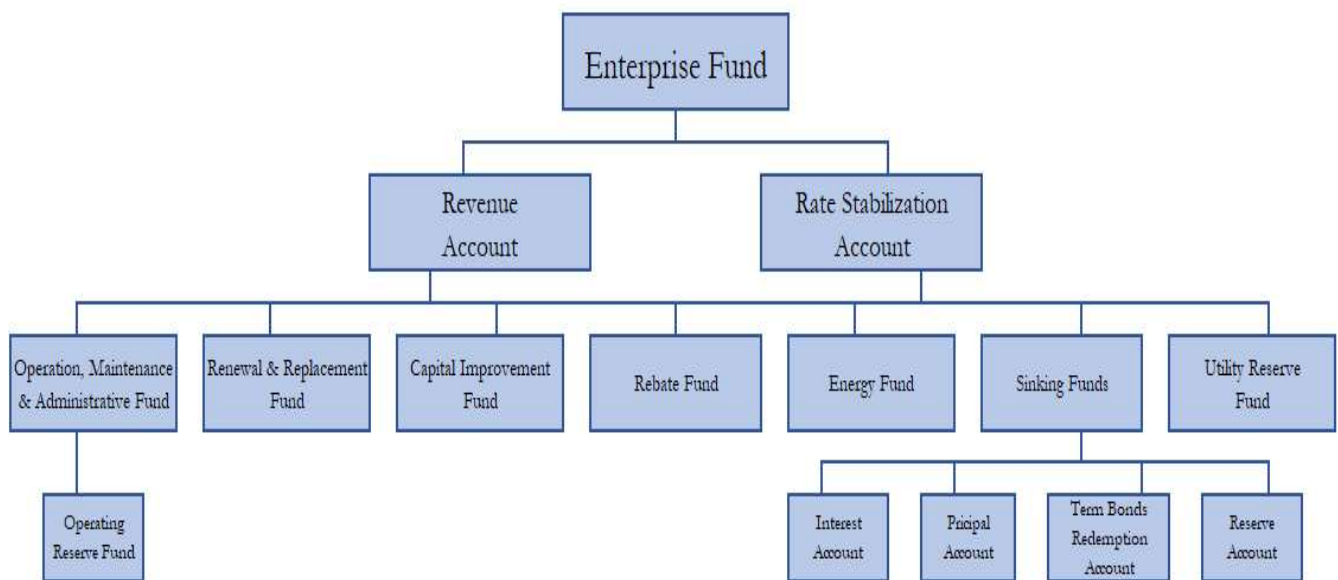 Enterprise Fund
Revenue
Account
Rate Stabilization
Account
Operation, Maintenance
& Administrative Fund
Renewal & Replacement
Fund
Capital Improvement
Fund
Rebate Fund
Energy Fund
Sinking Funds
Utility Reserve
Fund
Operating
Reserve Fund
Interest
Account
Pricipal
Account
Term Bonds
Redemption
Account
Reserve
Account